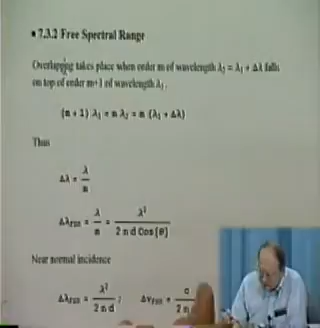 ▪ 7.3.2 Free Spectral Range
Overlapping takes place when order m of wavelength λ₂ = λ₁ + Δλ falls
on top of order m+1 of wavelength λ₁.
(m + 1) λ₁ = m λ₂ = m (λ₁ + Δλ)
Thus
Δλ = λ/m
Δλ_FSR = λ/m = λ²/(2 n d Cos[θ])
Near normal incidence
Δλ_FSR = λ²/(2 n d) ; Δν_FSR = c/(2 n